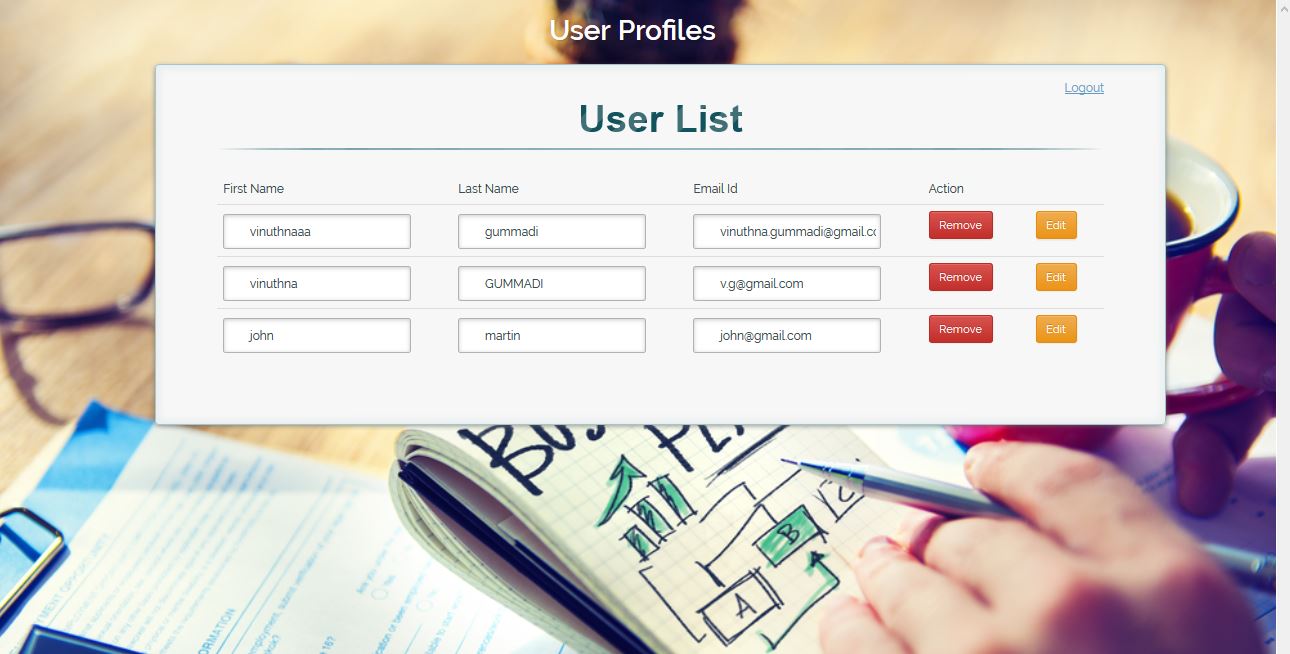 User Profiles
Logout
User List
First Name Last Name Email Id Action
vinuthnaaa gummadi vinuthna.gummadi@gmail.cc Remove Edit
vinuthna GUMMADI v.g@gmail.com Remove Edit
john martin john@gmail.com Remove Edit
B
A